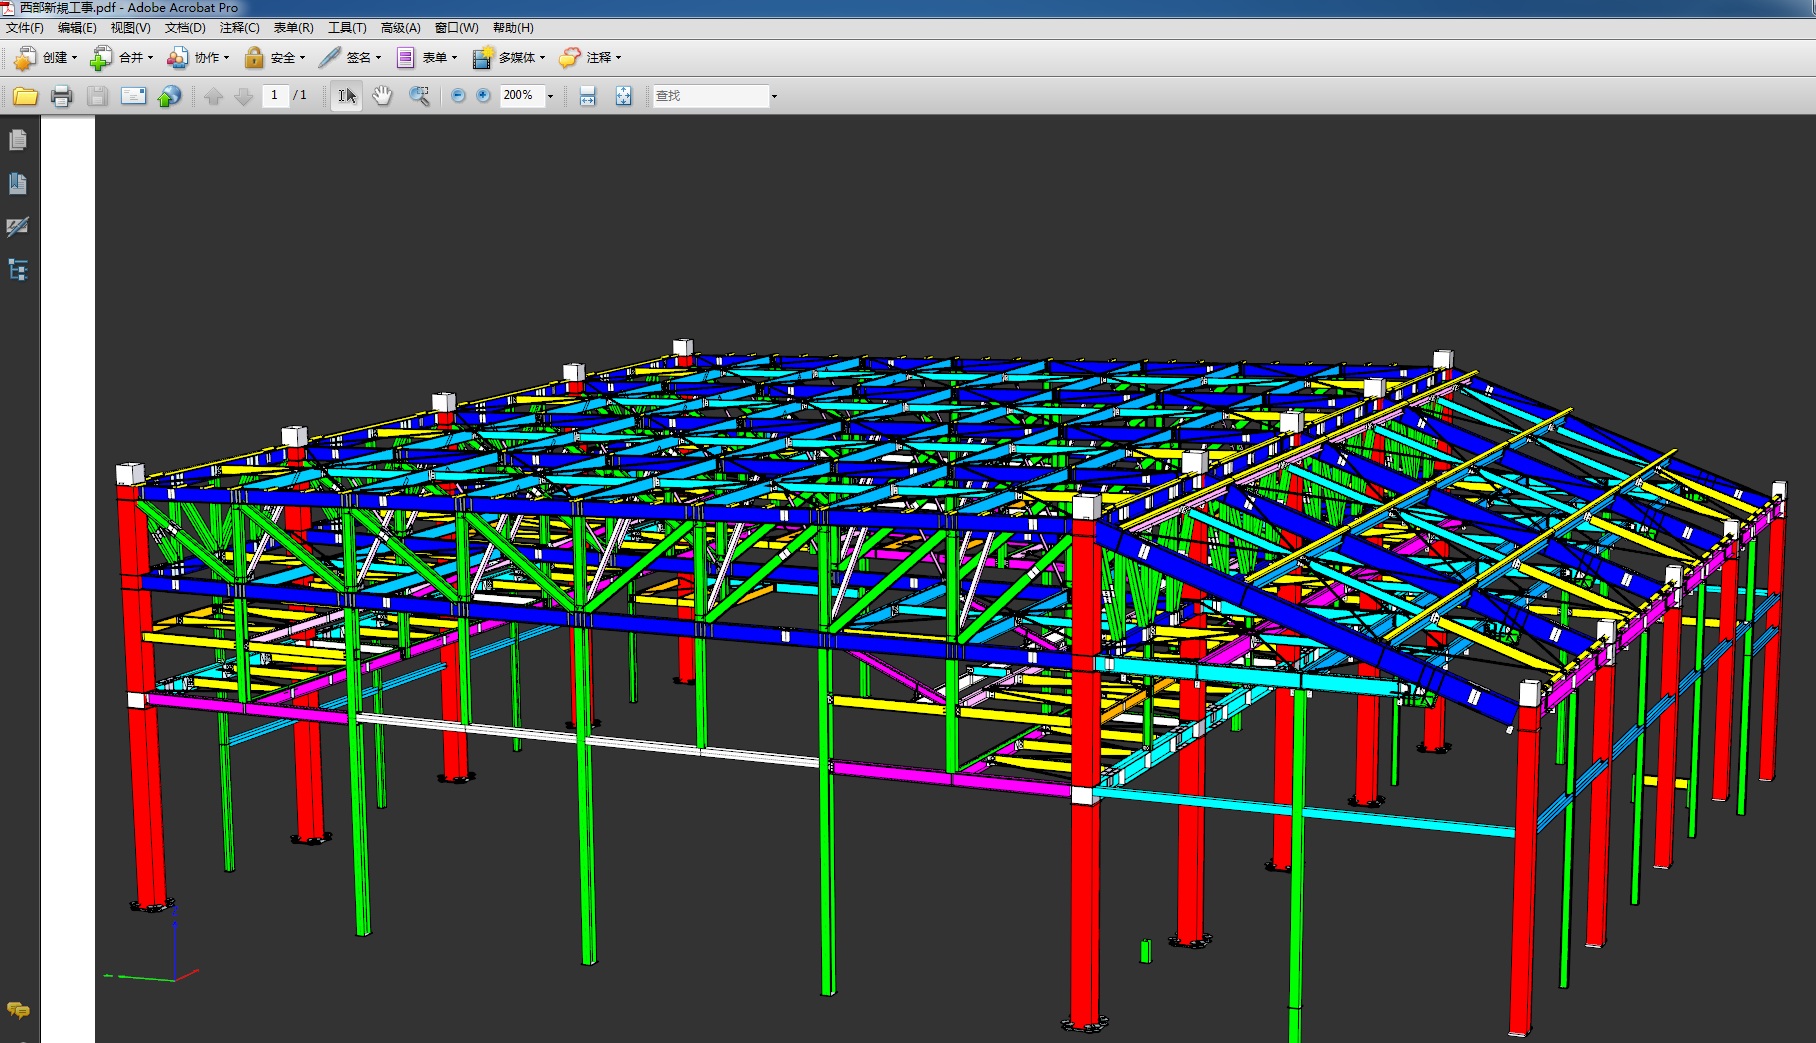 西部新規工事.pdf - Adobe Acrobat Pro
文件(F) 编辑(E) 视图(V) 文档(D) 注释(C) 表单(R) 工具(T) 高级(A) 窗口(W) 帮助(H)
创建 合并 协作 安全 签名 表单 多媒体 注释
1 / 1 200% 查找